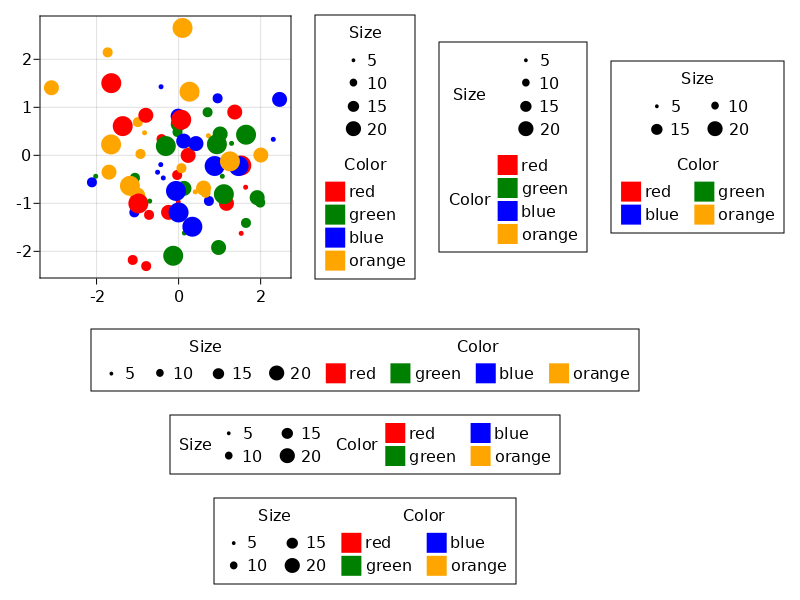 2
1
0
-1
-2
-2 0 2
Size
5
10
15
20
Color
red
green
blue
orange
Size
5
10
15
20
Color
red
green
blue
orange
Size
5 10
15 20
Color
red green
blue orange
Size Color
5 10 15 20 red green blue orange
Size 5 15 Color red blue
10 20 green orange
Size Color
5 15 red blue
10 20 green orange